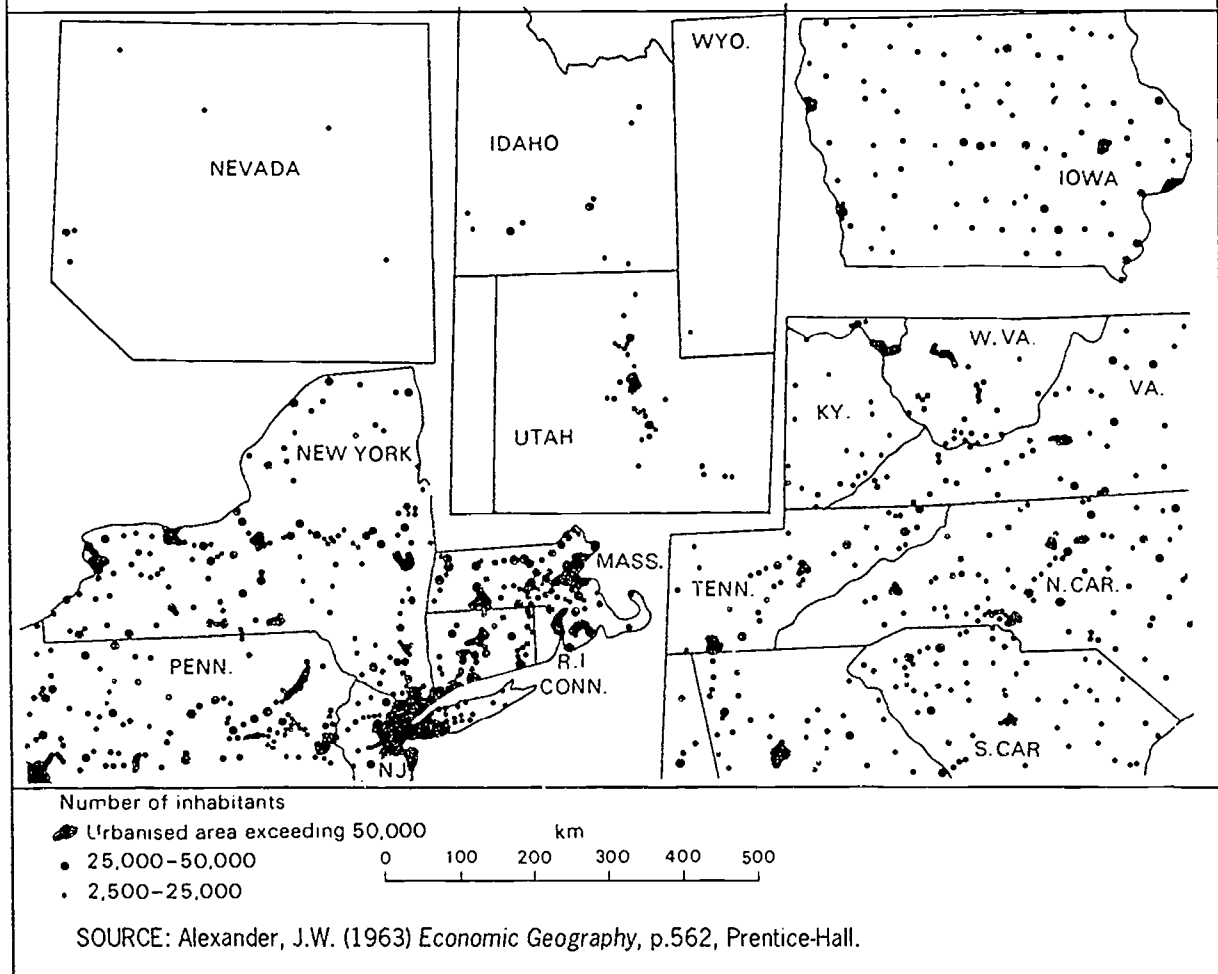 WYO.
IDAHO
NEVADA
IOWA
W. VA.
VA.
KY.
UTAH
NEW YORK
MASS.
TENN.
N.CAR.
PENN.
R.I
CONN.
S.CAR
NJ
Number of inhabitants
Urbanised area exceeding 50,000
25,000–50,000
2,500–25,000
km
0 100 200 300 400 500
SOURCE: Alexander, J.W. (1963) Economic Geography, p.562, Prentice-Hall.